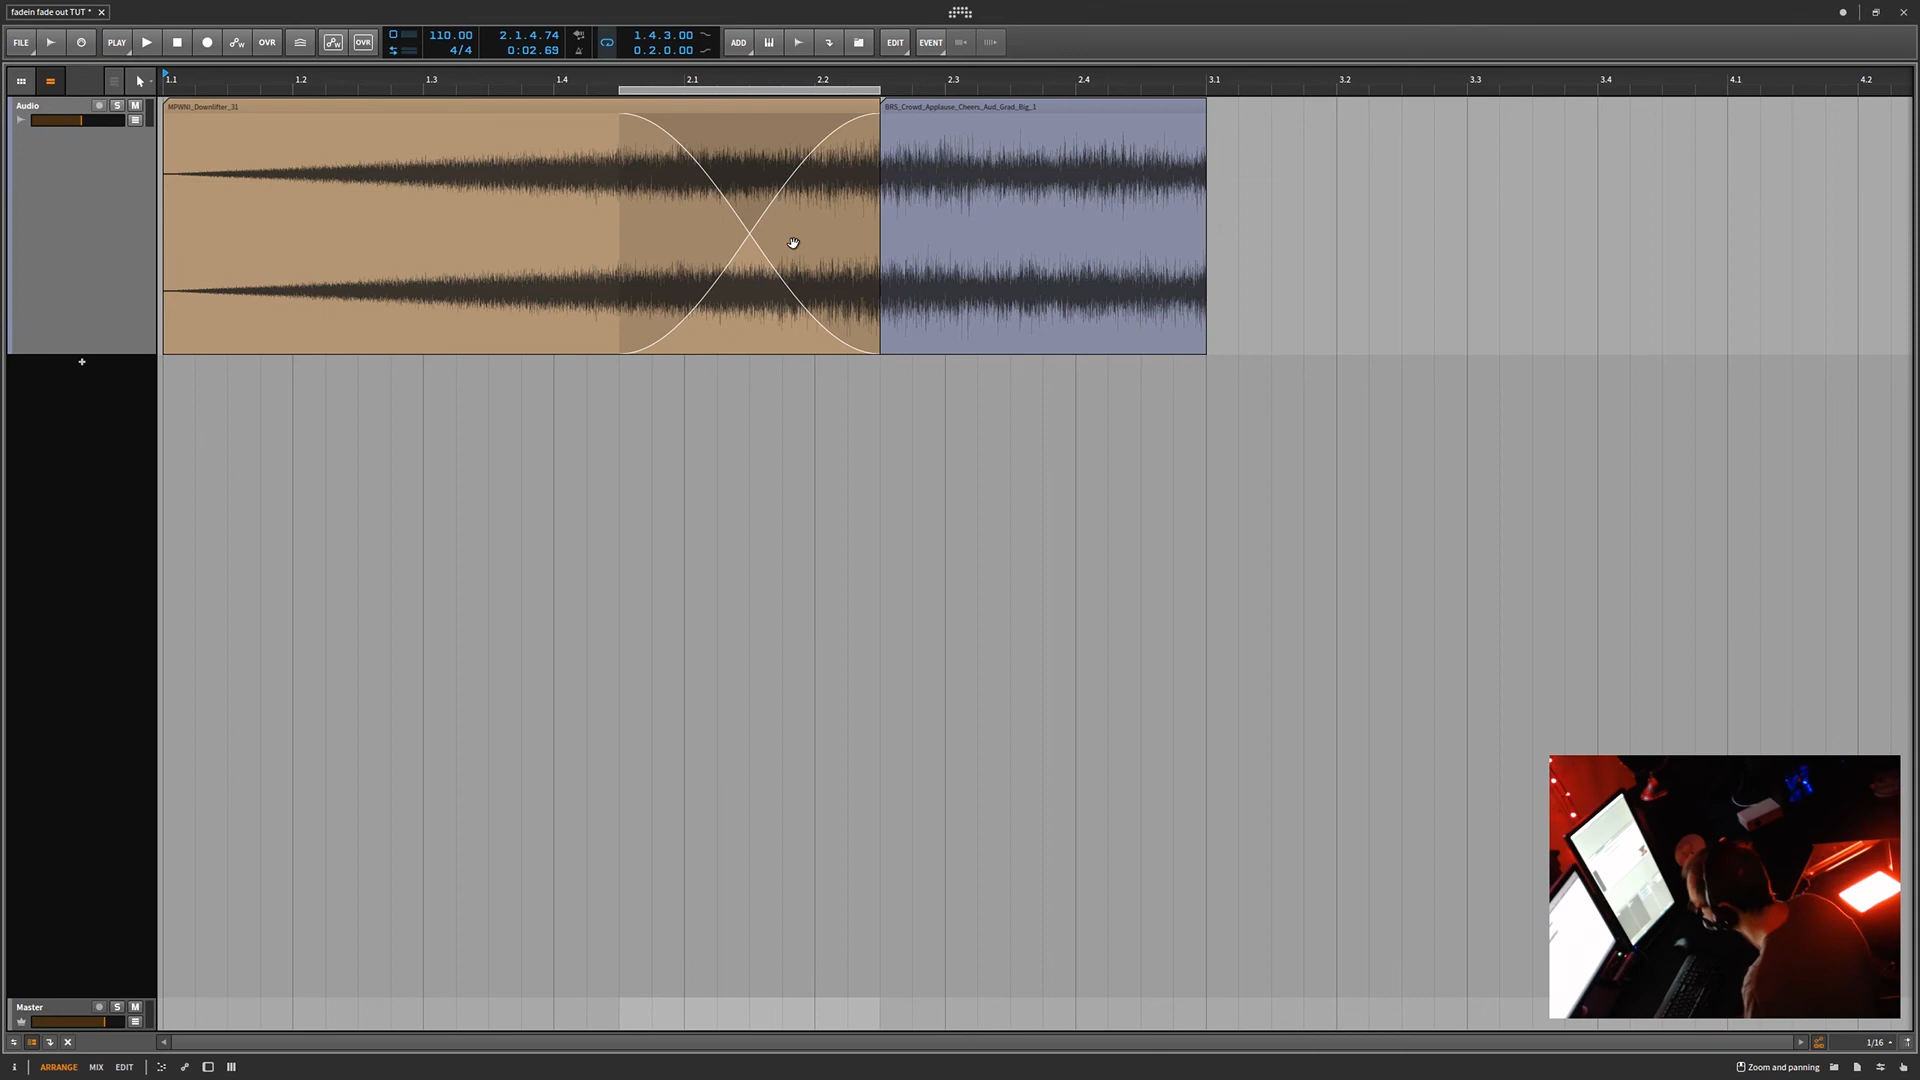 fadein fade out TUT *
FILE
PLAY
OVR
OVR
110.00
4/4
2.1.4.74
0:02.69
1.4.3.00
0.2.0.00
ADD
EDIT
EVENT
1.1 1.2 1.3 1.4 2.1 2.2 2.3 2.4 3.1 3.2 3.3 3.4 4.1 4.2
Audio S M
MPWNI_Downlifter_31
BRS_Crowd_Applause_Cheers_Aud_Grad_Big_1
Master S M
1/16
ARRANGE MIX EDIT
Zoom and panning